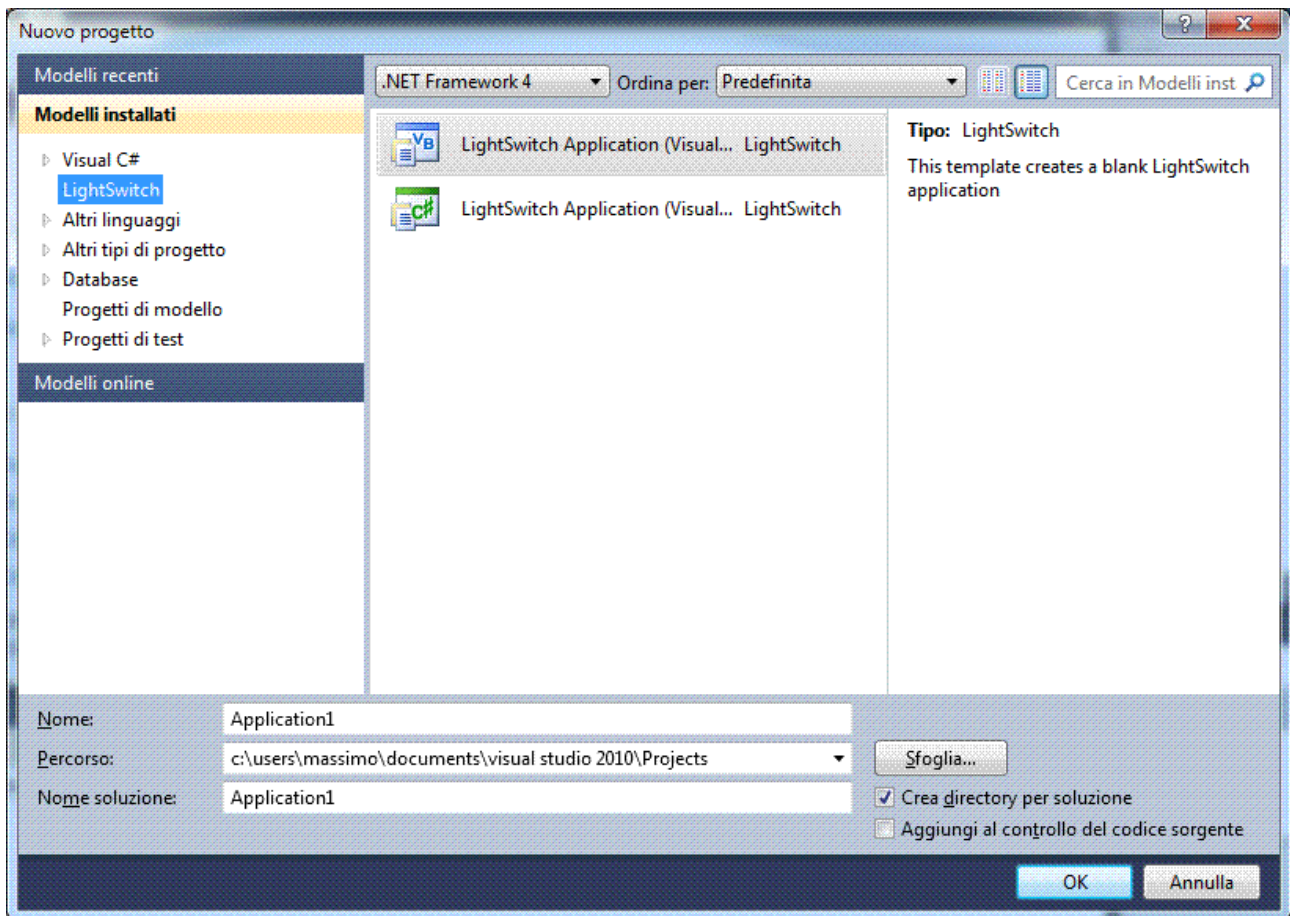 Nuovo progetto
Modelli recenti
.NET Framework 4 Ordina per: Predefinita Cerca in Modelli inst
Modelli installati
Visual C#
LightSwitch
Altri linguaggi
Altri tipi di progetto
Database
Progetti di modello
Progetti di test
Modelli online
VB LightSwitch Application (Visual... LightSwitch
C# LightSwitch Application (Visual... LightSwitch
Tipo: LightSwitch
This template creates a blank LightSwitch
application
Nome: Application1
Percorso: c:\users\massimo\documents\visual studio 2010\Projects Sfoglia...
Nome soluzione: Application1
Crea directory per soluzione
Aggiungi al controllo del codice sorgente
OK Annulla